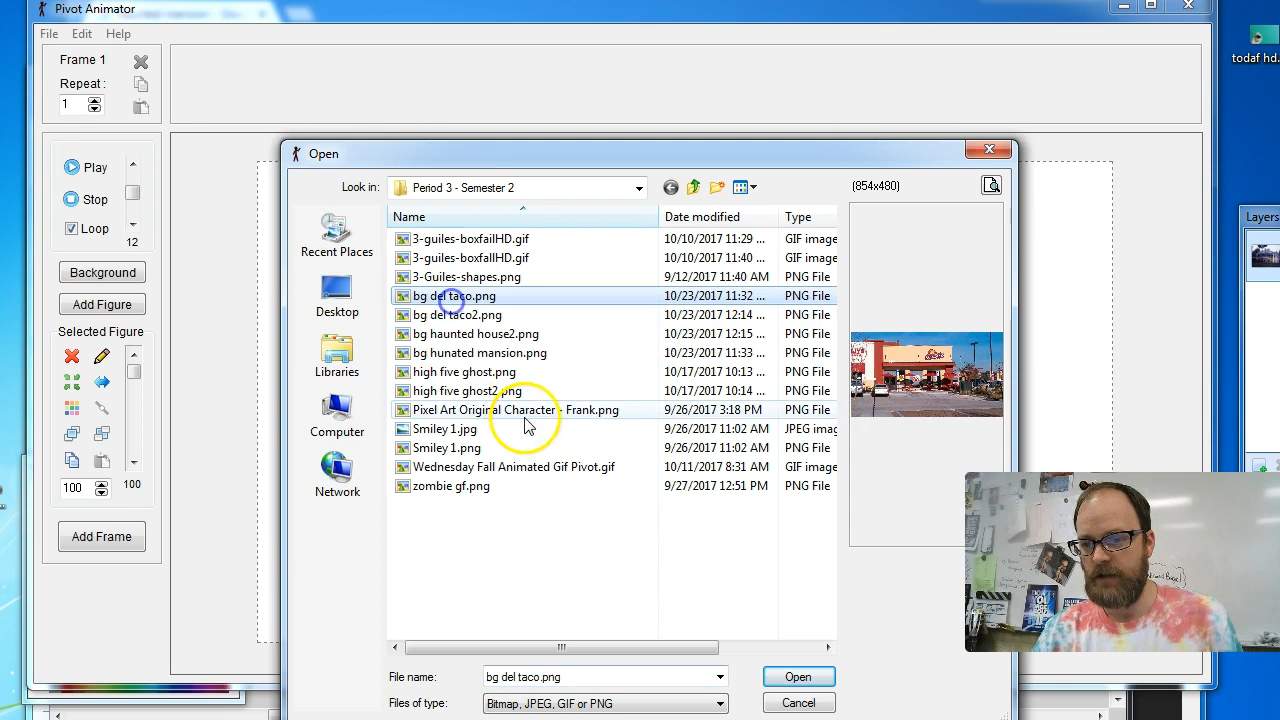 Pivot Animator
File Edit Help
Frame 1
Repeat:
1
Play
Stop
Loop
12
Background
Add Figure
Selected Figure
100
100
Add Frame
Open
Look in:
Period 3 - Semester 2
(854x480)
Recent Places
Desktop
Libraries
Computer
Network
Name Date modified Type
3-guiles-boxfailHD.gif 10/10/2017 11:29 ... GIF image
3-guiles-boxfallHD.gif 10/10/2017 11:40 ... GIF image
3-Guiles-shapes.png 9/12/2017 11:40 AM PNG File
bg del taco.png 10/23/2017 11:32 ... PNG File
bg del taco2.png 10/23/2017 12:14 ... PNG File
bg haunted house2.png 10/23/2017 12:15 ... PNG File
bg hunated mansion.png 10/23/2017 11:33 ... PNG File
high five ghost.png 10/17/2017 10:13 ... PNG File
high five ghost2.png 10/17/2017 10:14 ... PNG File
Pixel Art Original Character - Frank.png 9/26/2017 3:18 PM PNG File
Smiley 1.jpg 9/26/2017 11:02 AM JPEG imag
Smiley 1.png 9/26/2017 11:02 AM PNG File
Wednesday Fall Animated Gif Pivot.gif 10/11/2017 8:31 AM GIF image
zombie gf.png 9/27/2017 12:51 PM PNG File
File name:
bg del taco.png
Open
Files of type:
Bitmap, JPEG, GIF or PNG
Cancel
todaf hd.
Layers
DON'T
YOU